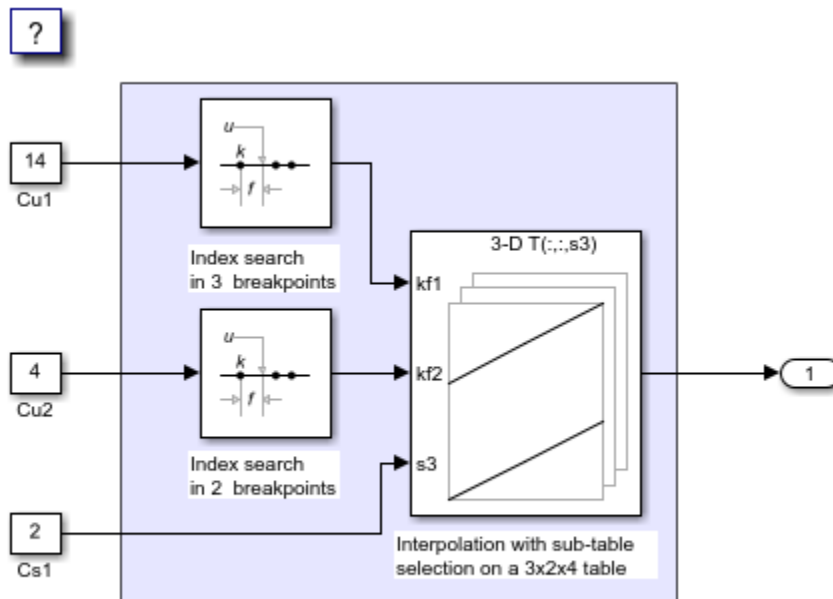 ?
14
Cu1
u
k
f
Index search
in 3 breakpoints
3-D T(:,:,s3)
kf1
kf2
s3
4
Cu2
u
k
f
Index search
in 2 breakpoints
2
Cs1
Interpolation with sub-table
selection on a 3x2x4 table
1